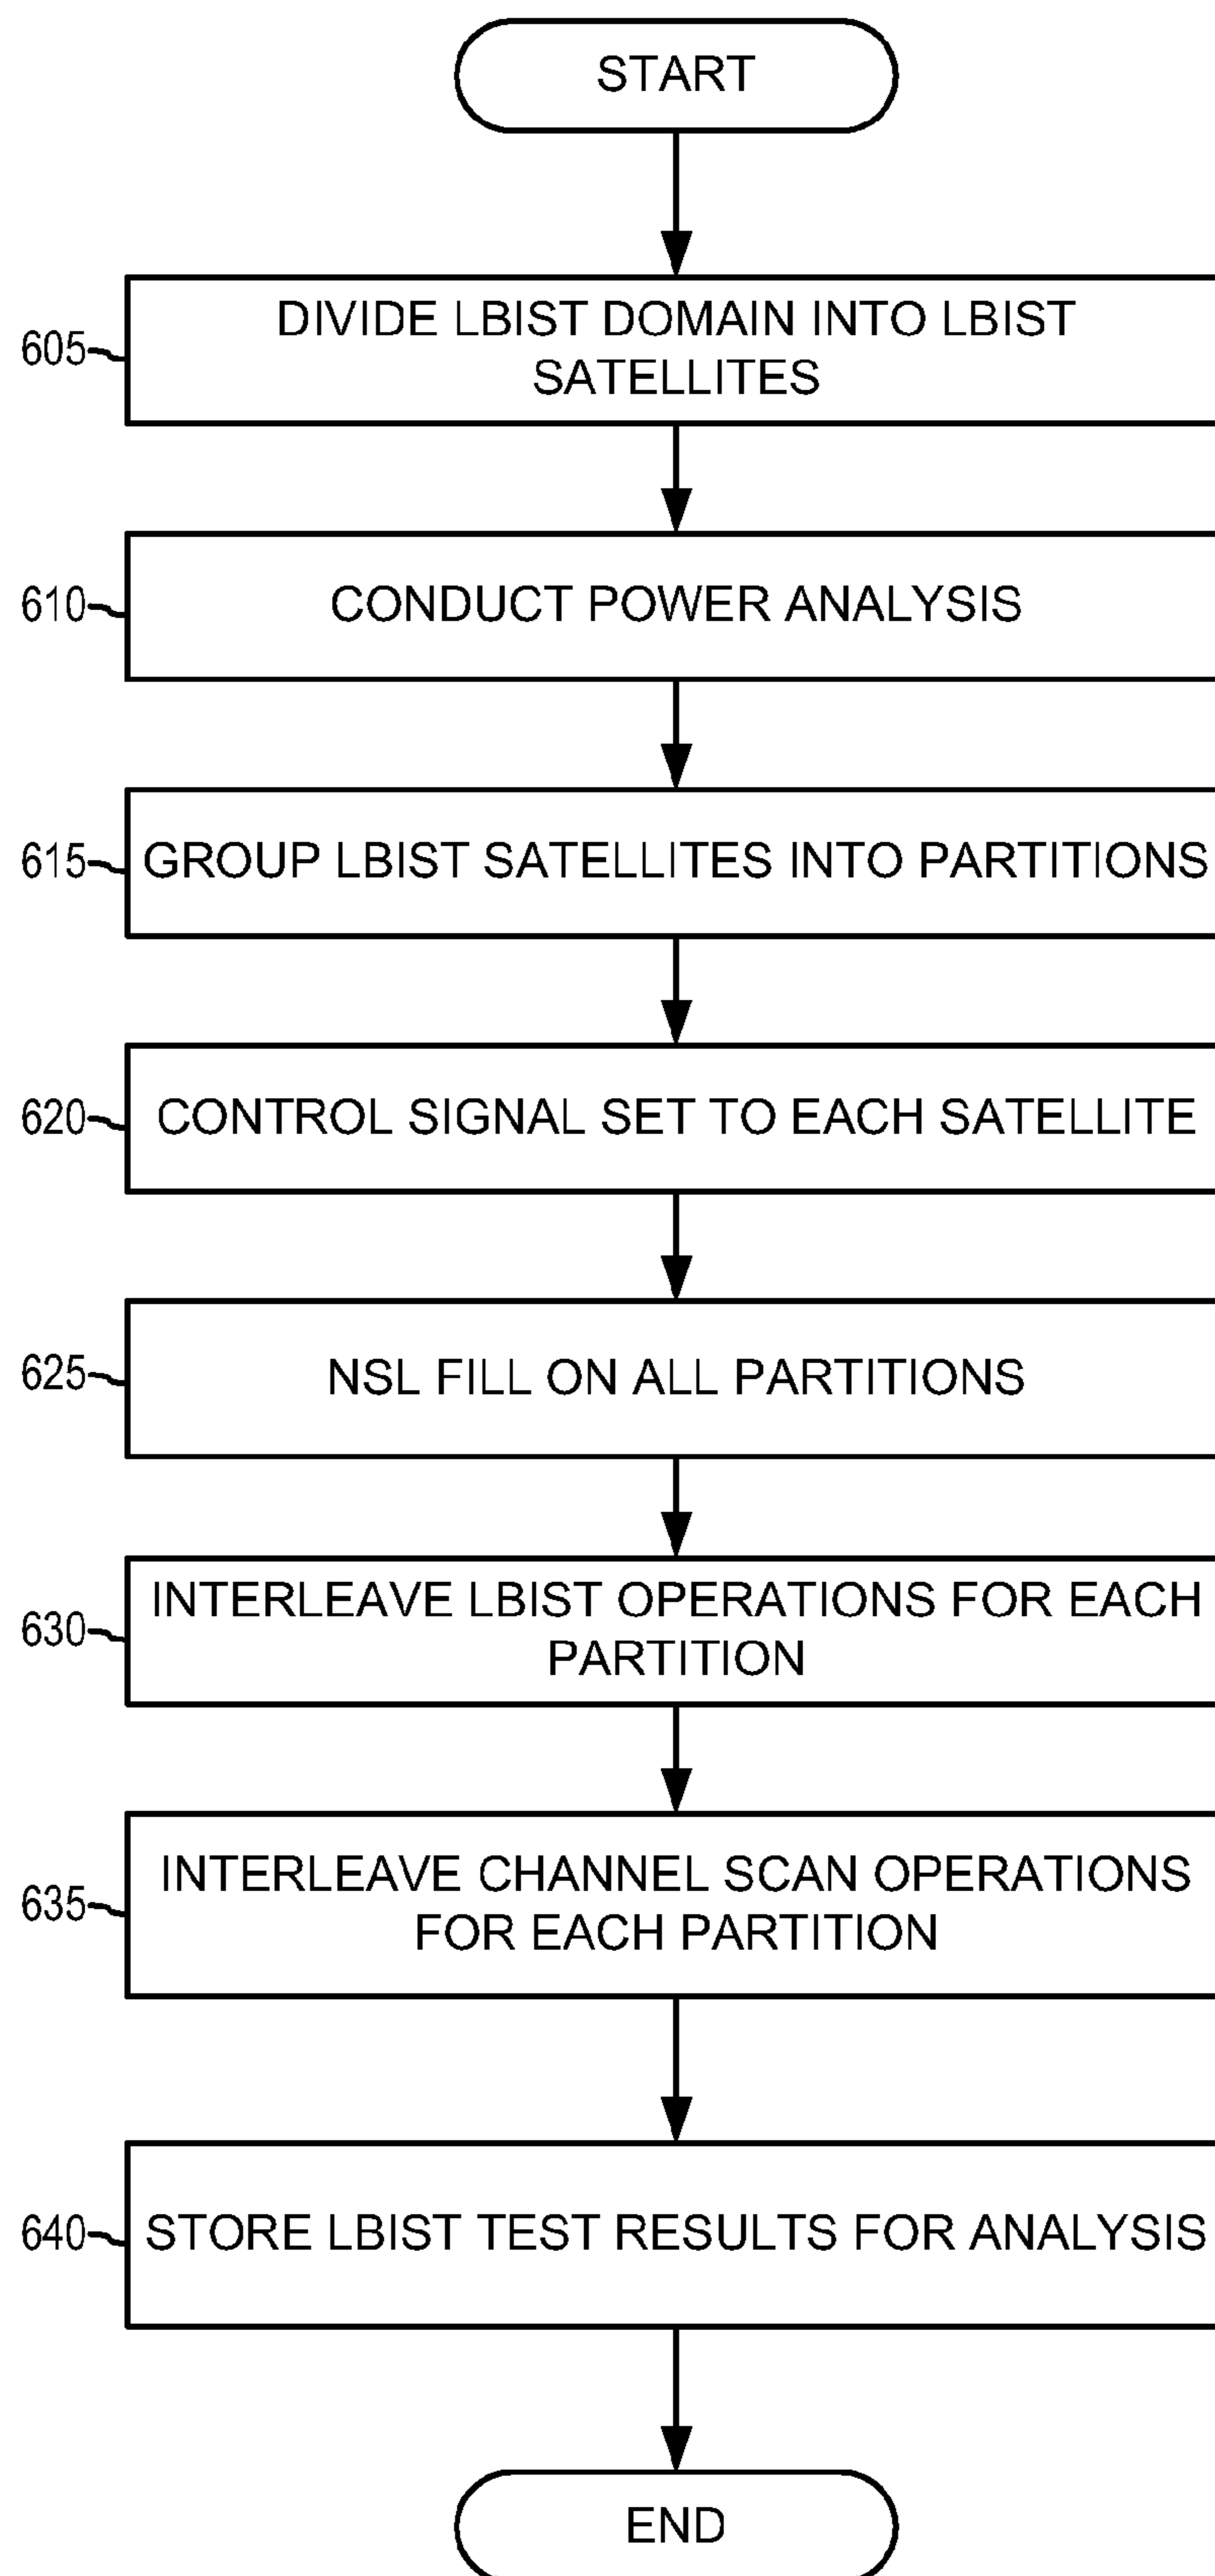 START
605
DIVIDE LBIST DOMAIN INTO LBIST
SATELLITES
610
CONDUCT POWER ANALYSIS
615
GROUP LBIST SATELLITES INTO PARTITIONS
620
CONTROL SIGNAL SET TO EACH SATELLITE
625
NSL FILL ON ALL PARTITIONS
630
INTERLEAVE LBIST OPERATIONS FOR EACH
PARTITION
635
INTERLEAVE CHANNEL SCAN OPERATIONS
FOR EACH PARTITION
640
STORE LBIST TEST RESULTS FOR ANALYSIS
END